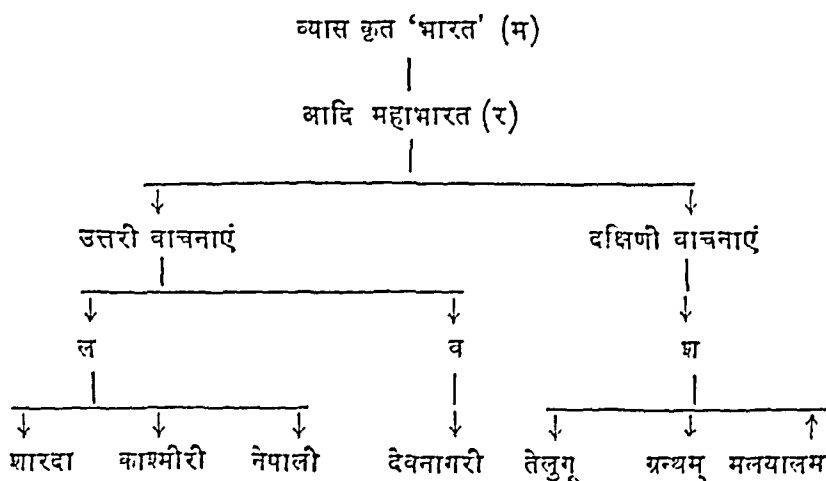 व्यास कृत ‘भारत’ (म)
आदि महाभारत (र)
उत्तरी वाचनाएं दक्षिणी वाचनाएं
ल व श
शारदा काश्मीरी नेपाली देवनागरी तेलुगू ग्रन्थम् मलयालम